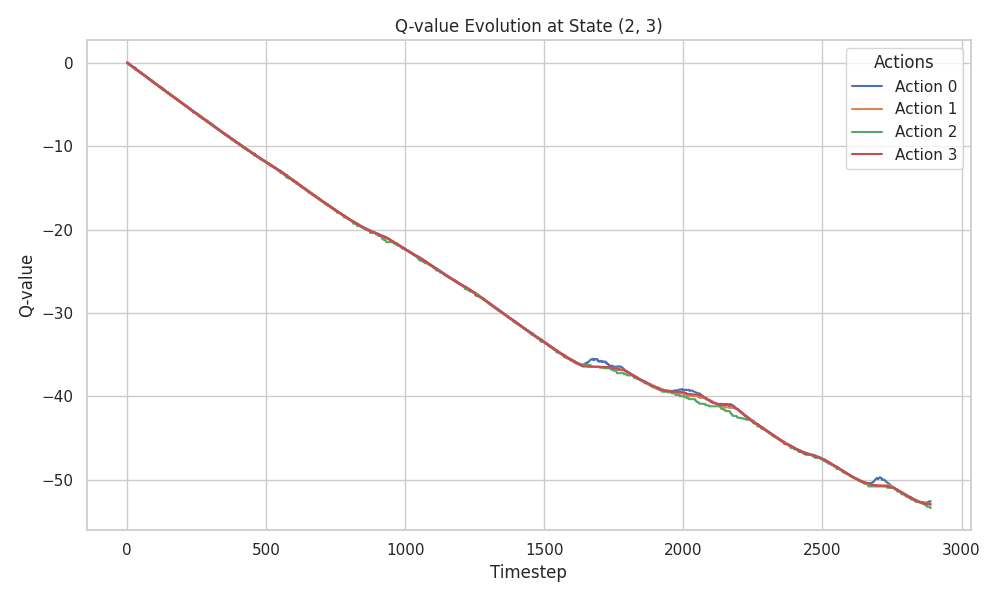 Q-value Evolution at State (2, 3)
Actions
Action 0
Action 1
Action 2
Action 3
Q-value
0
−10
−20
−30
−40
−50
0 500 1000 1500 2000 2500 3000
Timestep